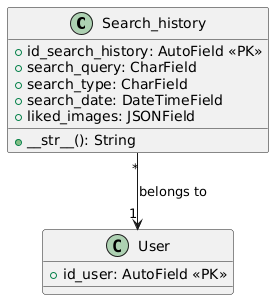 C Search_history
id_search_history: AutoField «PK»
search_query: CharField
search_type: CharField
search_date: DateTimeField
liked_images: JSONField
__str__(): String
*
belongs to
1
C User
id_user: AutoField «PK»